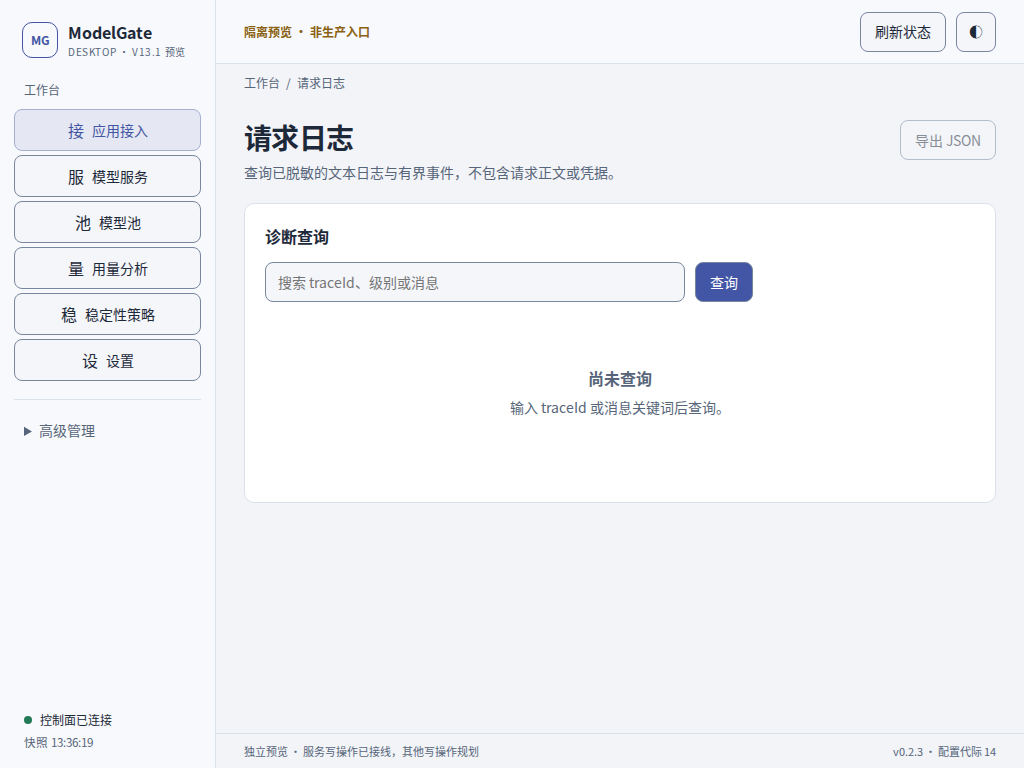 MG
ModelGate
DESKTOP · V13.1 预览
工作台
接 应用接入
服 模型服务
池 模型池
量 用量分析
稳 稳定性策略
设 设置
▶ 高级管理
控制面已连接
快照 13:36:19
隔离预览 · 非生产入口
刷新状态
工作台 / 请求日志
请求日志
导出 JSON
查询已脱敏的文本日志与有界事件，不包含请求正文或凭据。
诊断查询
搜索 traceId、级别或消息
查询
尚未查询
输入 traceId 或消息关键词后查询。
独立预览 · 服务写操作已接线，其他写操作规划
v0.2.3 · 配置代际 14